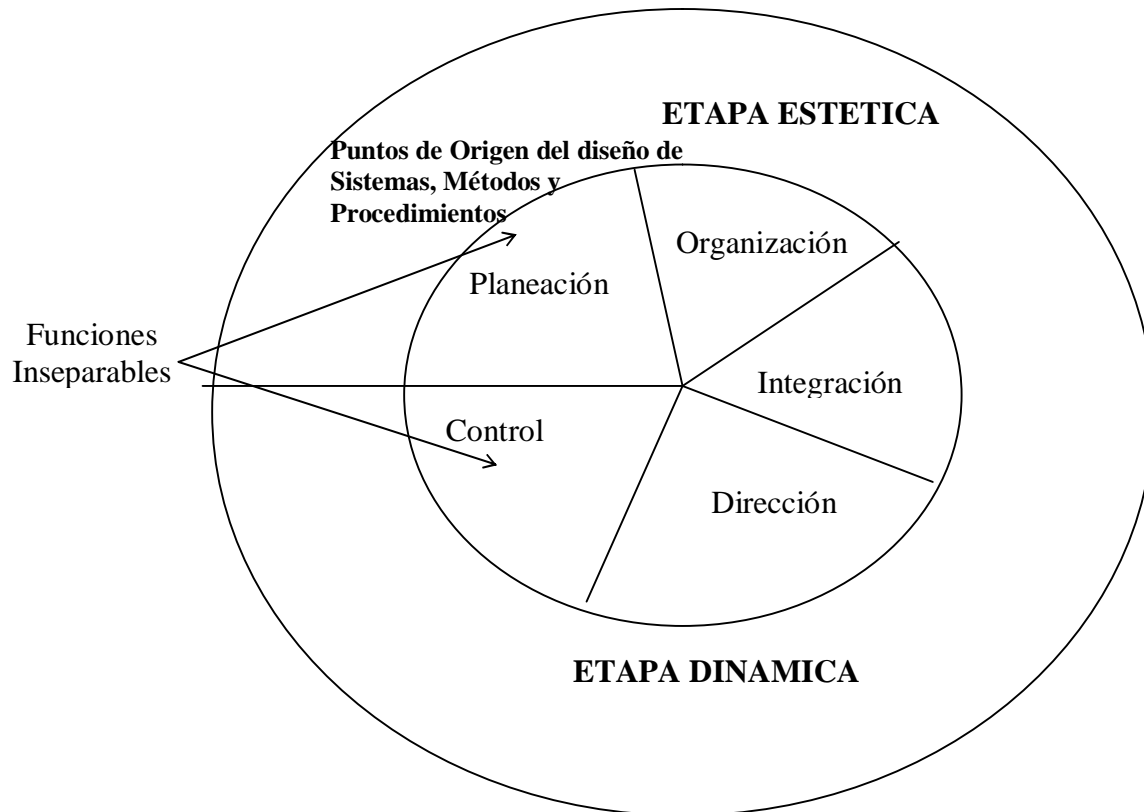 ETAPA ESTETICA
Puntos de Origen del diseño de
Sistemas, Métodos y
Procedimientos
Organización
Planeación
Funciones
Inseparables
Integración
Control
Dirección
ETAPA DINAMICA